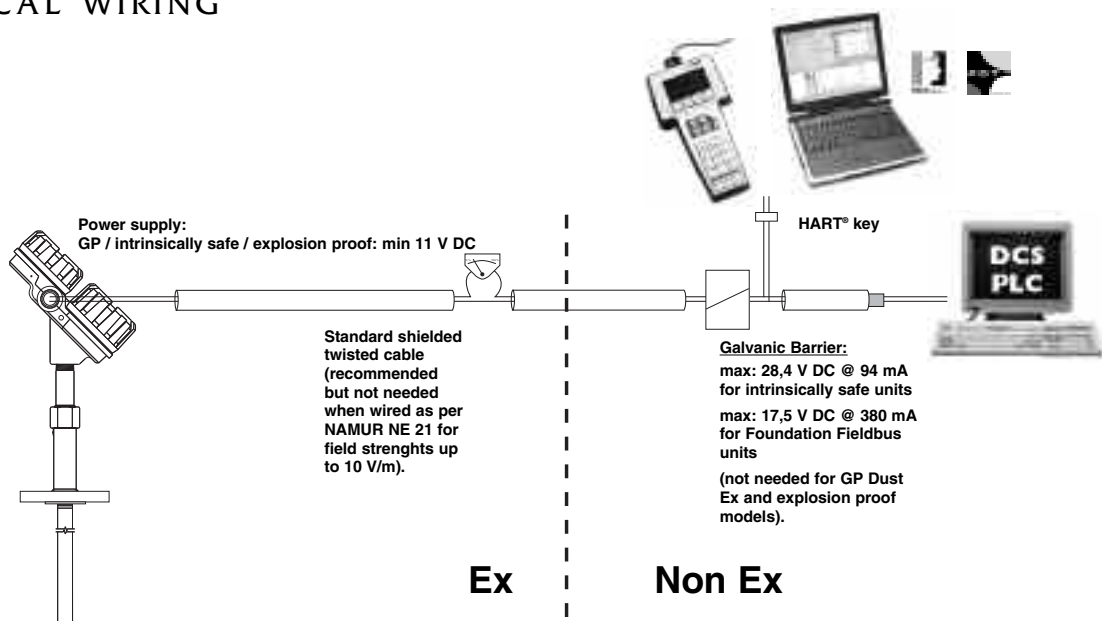 CAL WIRING
Power supply:
GP / intrinsically safe / explosion proof: min 11 V DC
HART® key
DCS
PLC
Standard shielded
twisted cable
(recommended
but not needed
when wired as per
NAMUR NE 21 for
field strenghts up
to 10 V/m).
Galvanic Barrier:
max: 28,4 V DC @ 94 mA
for intrinsically safe units
max: 17,5 V DC @ 380 mA
for Foundation Fieldbus
units
(not needed for GP Dust
Ex and explosion proof
models).
Ex
Non Ex